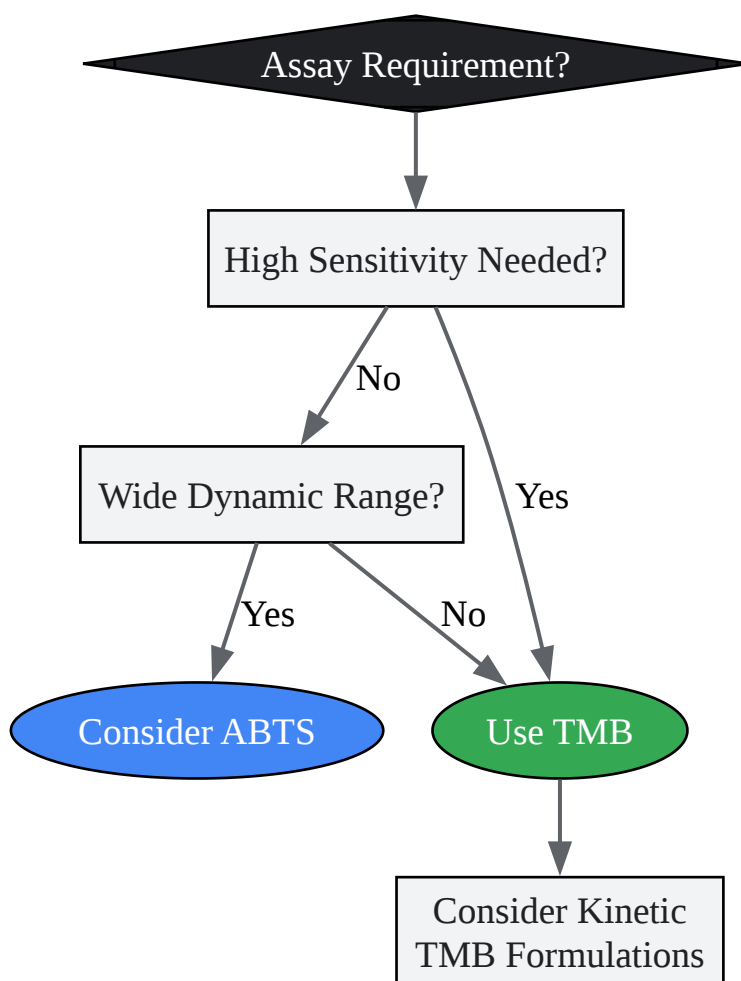 Assay Requirement?
High Sensitivity Needed?
No
Wide Dynamic Range?
Yes
Yes
No
Consider ABTS
Use TMB
Consider Kinetic
TMB Formulations